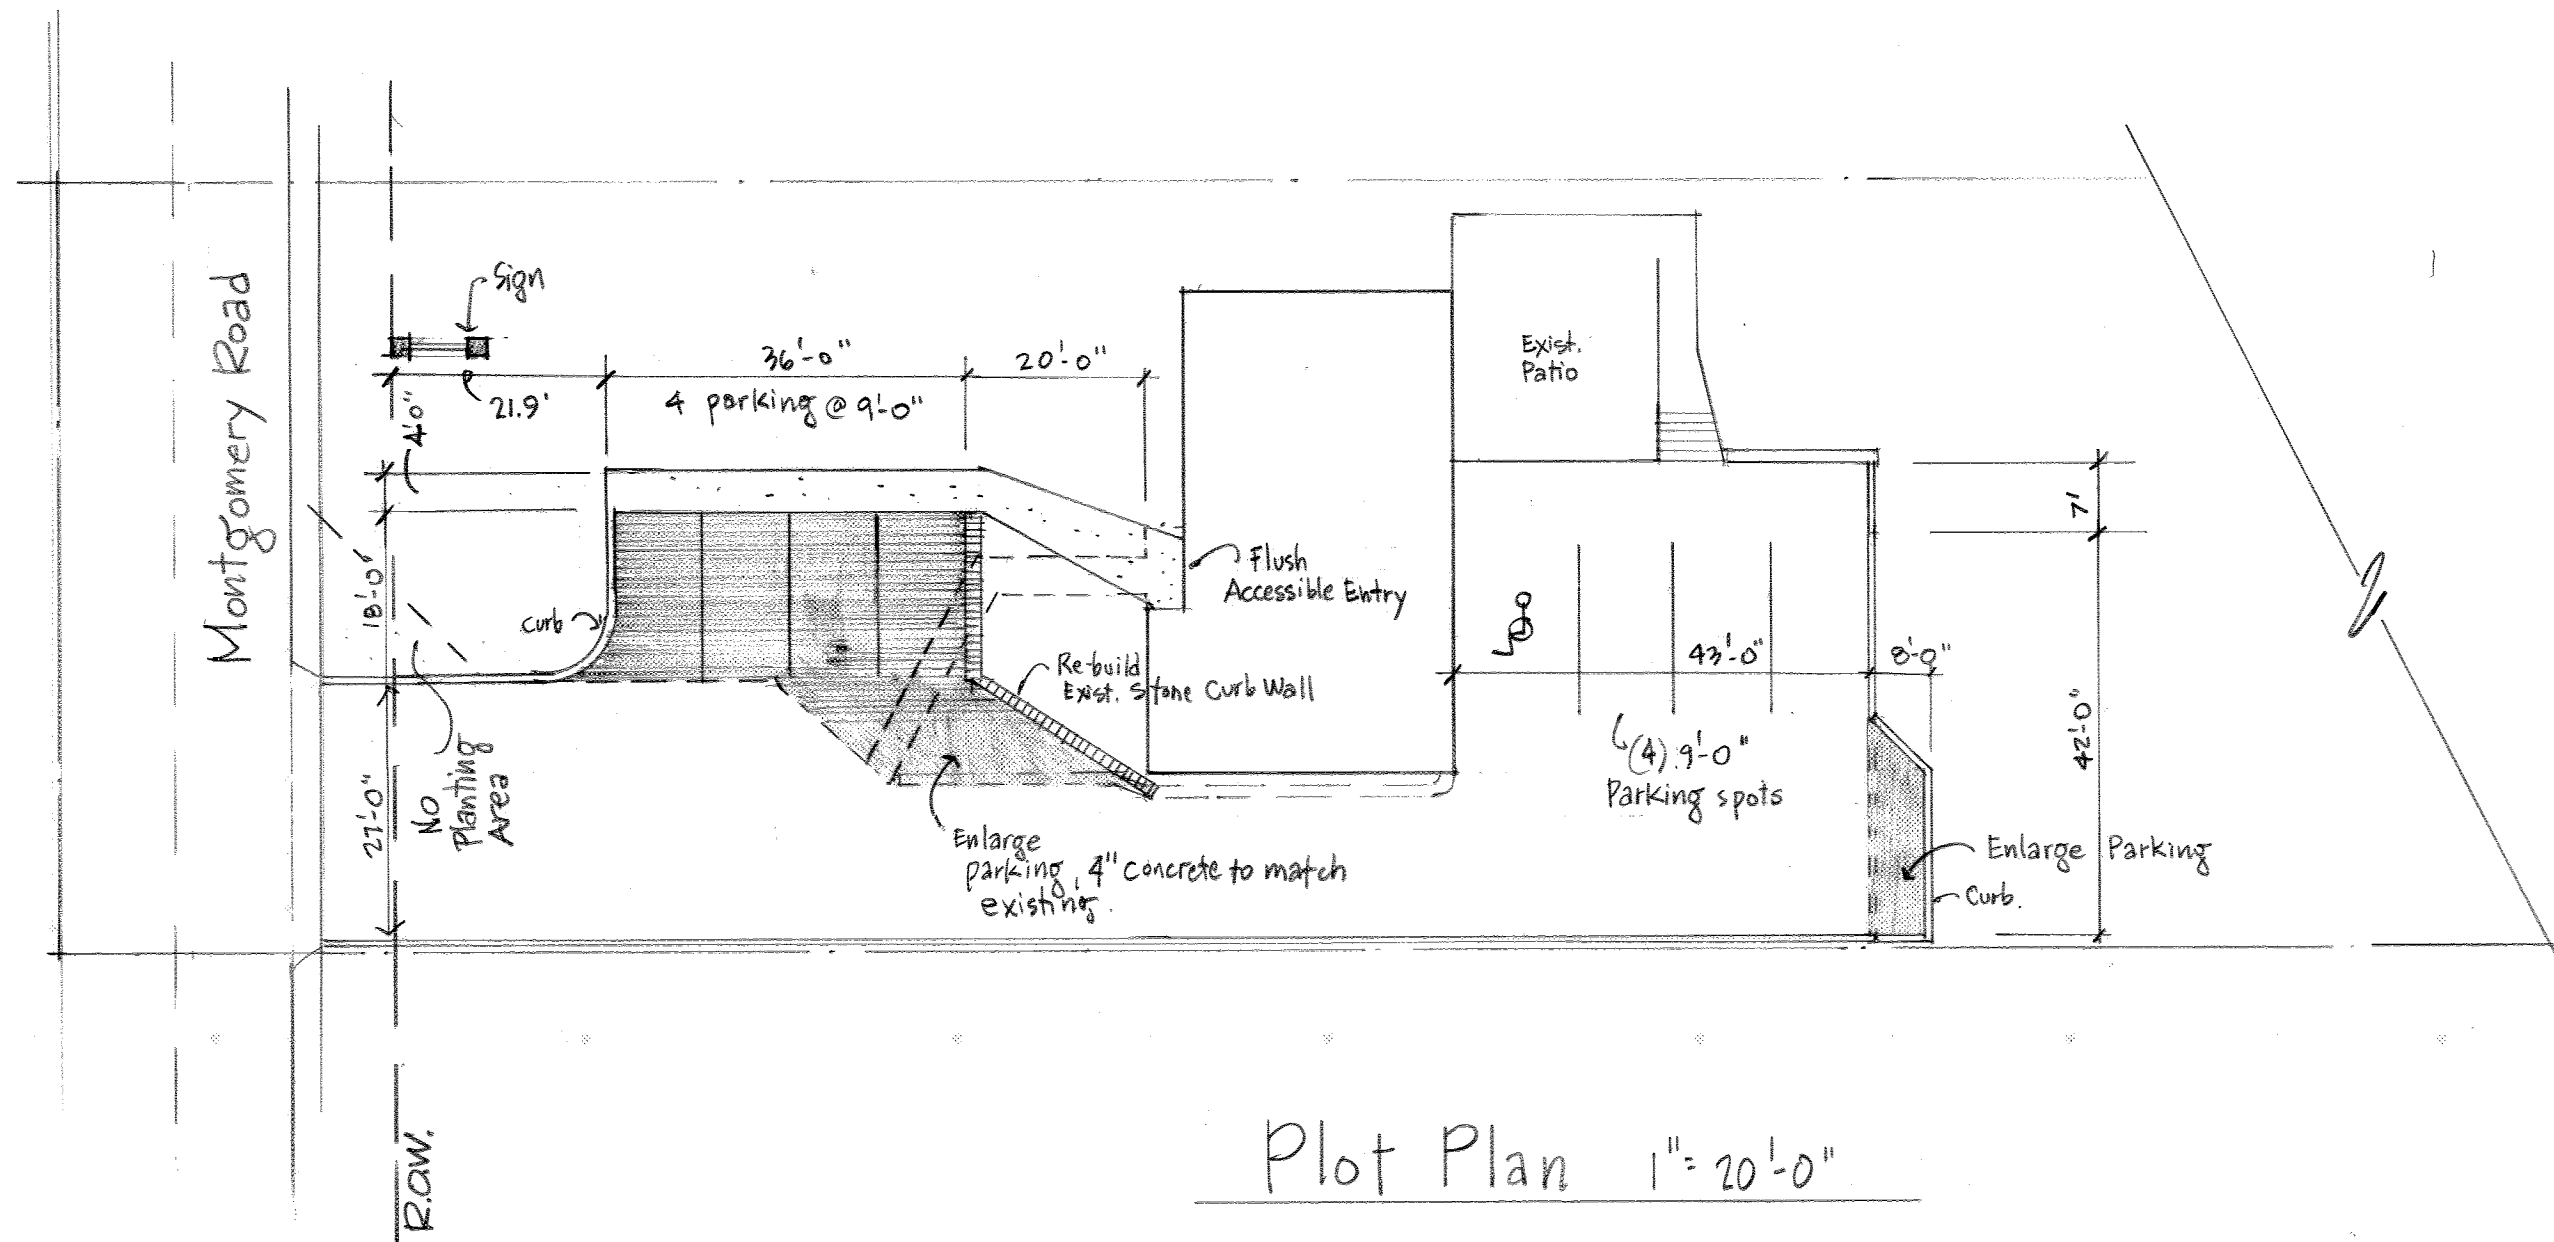 Sign
36'-0"
20'-0"
4 parking @ 9'-0"
21.9'
4'-0"
Exist.
Patio
Montgomery Road
7'
Flush
Accessible Entry
18'-0"
Curb
Re-build
Exist. Stone Curb Wall
43'-0"
8'-0"
42'-0"
(4) 9'-0"
Parking spots
27'-0"
No
Planting
Area
Enlarge
parking, 4" Concrete to match
existing.
Enlarge Parking
Curb.
R.O.W.
Plot Plan 1"= 20'-0"